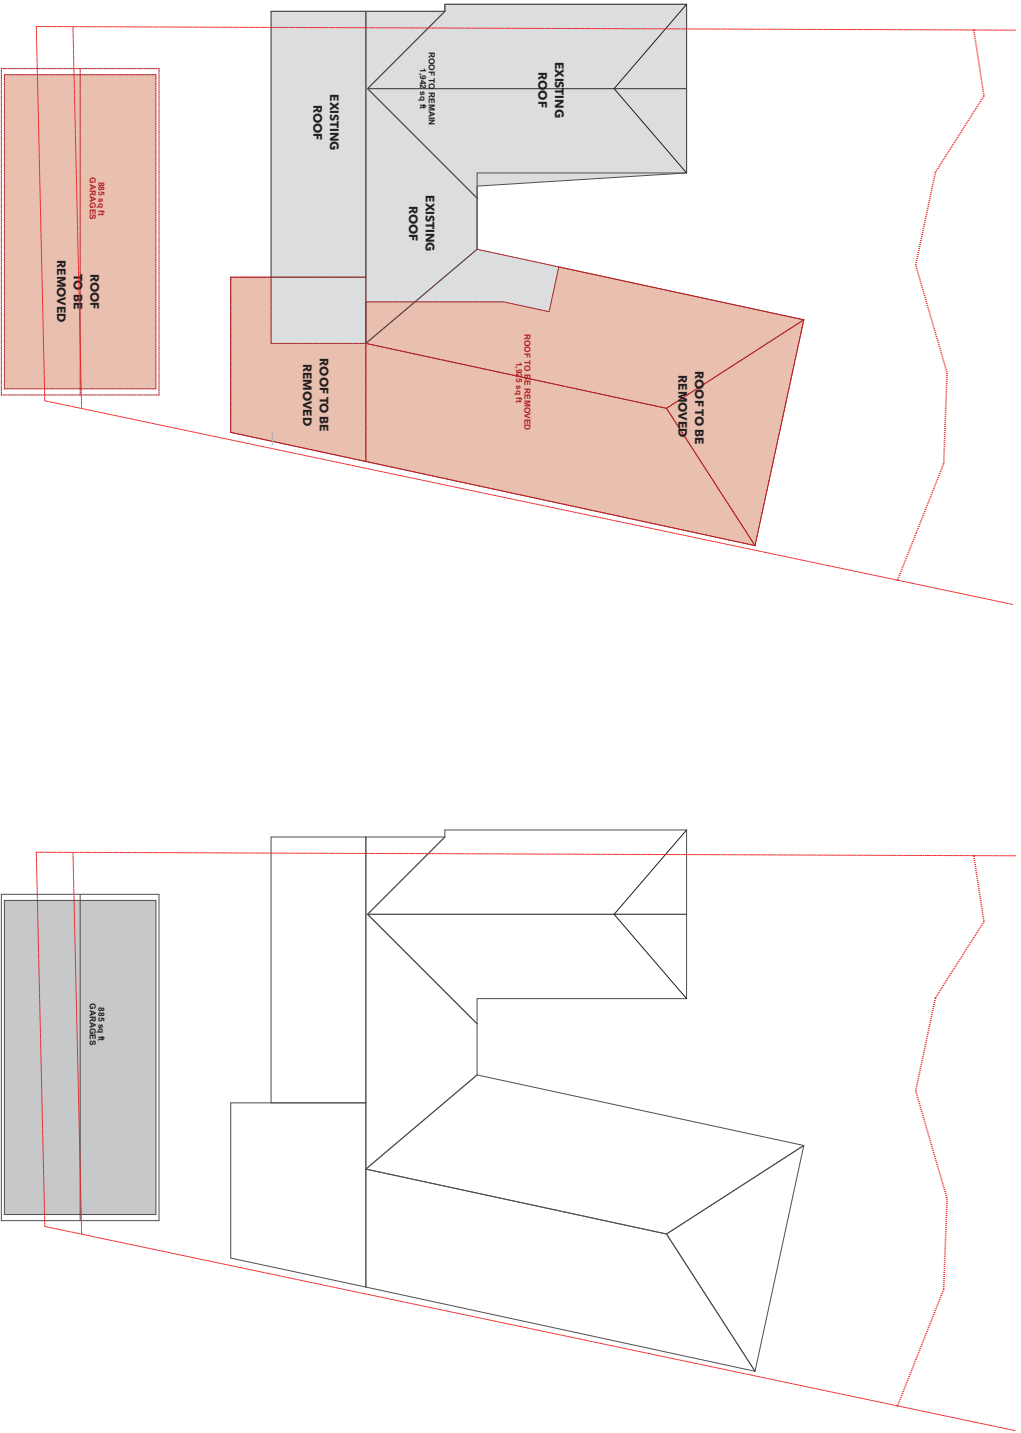 EXISTING
ROOF
ROOF TO REMAIN
1,942 sq ft
EXISTING
ROOF
EXISTING
ROOF
885 sq ft
GARAGES
ROOF
TO BE
REMOVED
ROOF TO BE
REMOVED
ROOF TO BE REMOVED
1,925 sq ft
ROOF TO BE
REMOVED
885 sq ft
GARAGES